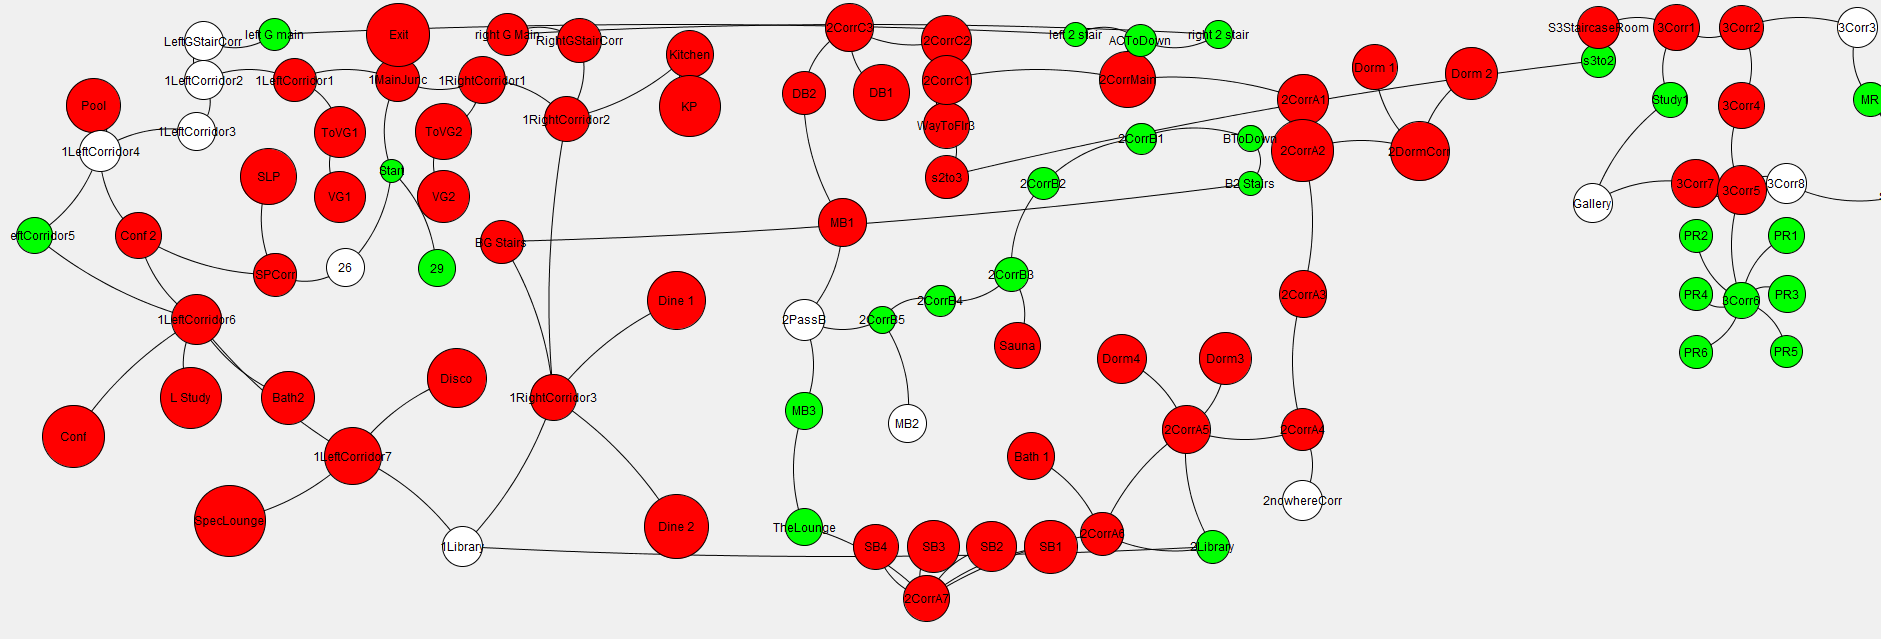 LeftGStairCorr
left G main
Exit
right G Main
RightGStairCorr
Kitchen
2CorrC3
2CorrC2
left 2 stair
ACToDown
right 2 stair
S3StaircaseRoom
3Corr1
3Corr2
3Corr3
1LeftCorridor2
1LeftCorridor1
1MainJunc
1RightCorridor1
2CorrC1
2CorrMain
Dorm 1
Dorm 2
s3to2
Pool
KP
DB2
DB1
2CorrA1
Study1
3Corr4
MR
1LeftCorridor3
ToVG1
ToVG2
1RightCorridor2
WayToFlr3
2CorrB1
BToDown
1LeftCorridor4
2CorrA2
2DormCorr
SLP
Start
s2to3
2CorrB2
B2 Stairs
3Corr7
3Corr5
3Corr8
VG1
VG2
Gallery
eftCorridor5
Conf 2
BG Stairs
MB1
PR2
PR1
SPCorr
26
29
2CorrB3
Dine 1
2CorrB4
2CorrA3
PR4
3Corr6
PR3
1LeftCorridor6
2PassB
2CorrB5
Sauna
Dorm4
Dorm3
PR6
PR5
Disco
L Study
Bath2
1RightCorridor3
MB3
MB2
2CorrA5
2CorrA4
Conf
1LeftCorridor7
Bath 1
2nowhereCorr
SpecLounge
Dine 2
TheLounge
1Library
SB4
SB3
SB2
SB1
2CorrA6
2Library
2CorrA7